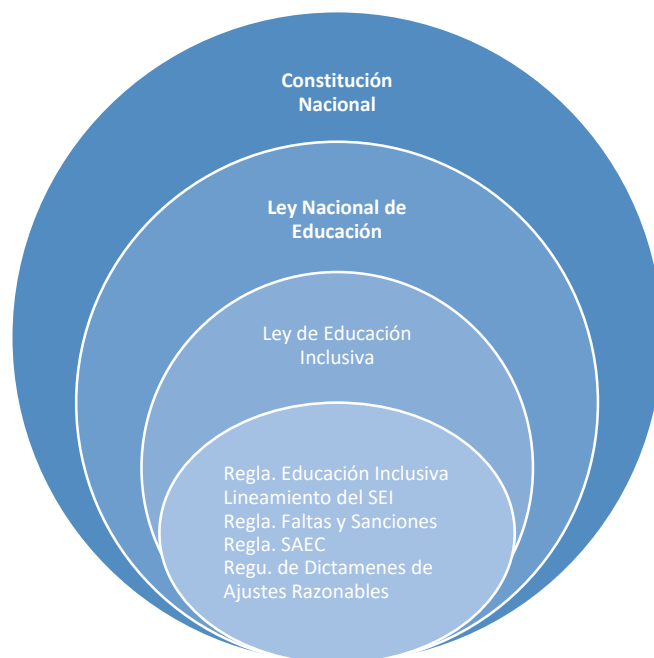 Constitución
Nacional
Ley Nacional de
Educación
Ley de Educación
Inclusiva
Regla. Educación Inclusiva
Lineamiento del SEI
Regla. Faltas y Sanciones
Regla. SAEC
Regu. de Dictamenes de
Ajustes Razonables